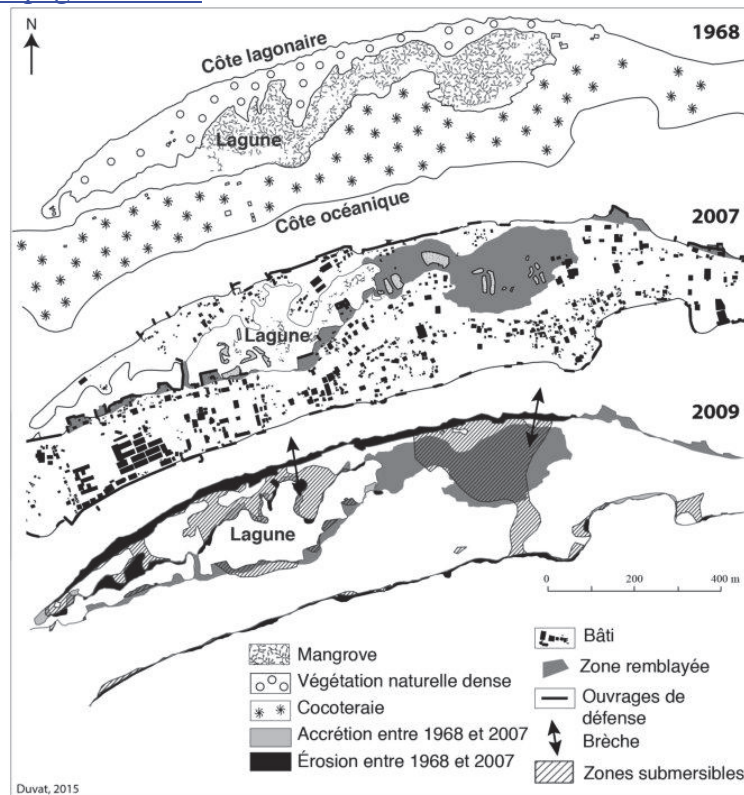 N
1968
Côte lagonaire
Lagune
Côte océanique
2007
Lagune
2009
Lagune
0 200 400 m
Mangrove
Végétation naturelle dense
Cocoteraie
Accrétion entre 1968 et 2007
Érosion entre 1968 et 2007
Bâti
Zone remblayée
Ouvrages de
défense
Brèche
Zones submersibles
Duvat, 2015